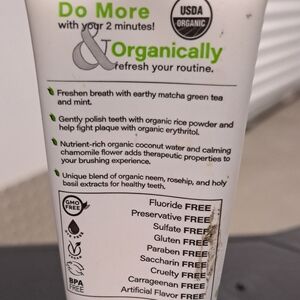 Do More
with your 2 minutes!
USDA
ORGANIC
& Organically
refresh your routine.
Freshen breath with earthy matcha green tea
and mint.
Gently polish teeth with organic rice powder and
help fight plaque with organic erythritol.
Nutrient-rich organic coconut water and calming
chamomile flower adds therapeutic properties to
your brushing experience.
Unique blend of organic neem, rosehip, and holy
basil extracts for healthy teeth.
GMO
FREE
BPA
FREE
Fluoride FREE
Preservative FREE
Sulfate FREE
Gluten FREE
Paraben FREE
Saccharin FREE
Cruelty FREE
Carrageenan FREE
Artificial Flavor FREE